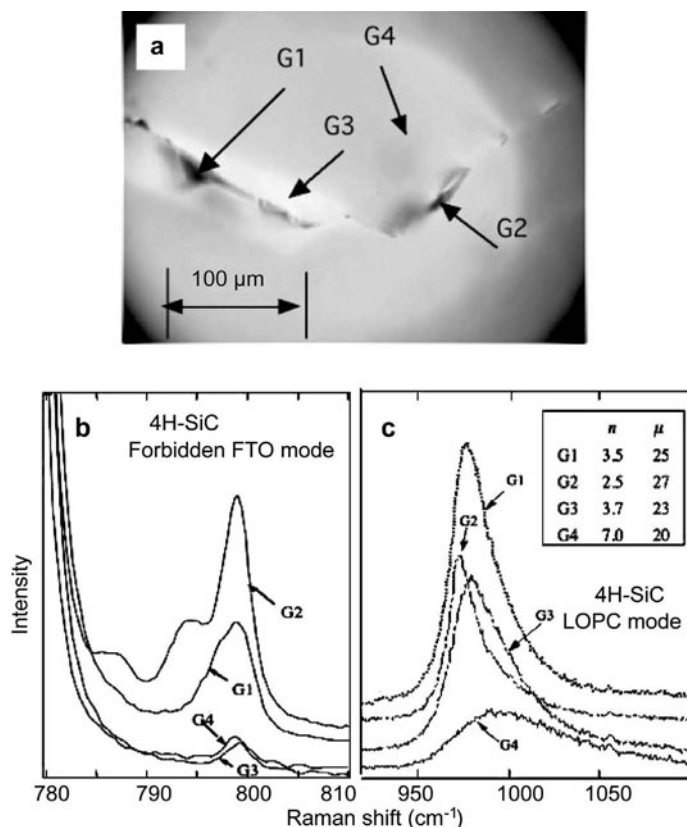 a
G1
G4
G3
G2
100 µm
b
4H-SiC
Forbidden FTO mode
G2
G1
G4
G3
780 790 800 810
Intensity
c
n µ
G1 3.5 25
G2 2.5 27
G3 3.7 23
G4 7.0 20
G1
G2
4H-SiC
LOPC mode
G3
G4
950 1000 1050
Raman shift (cm-1)